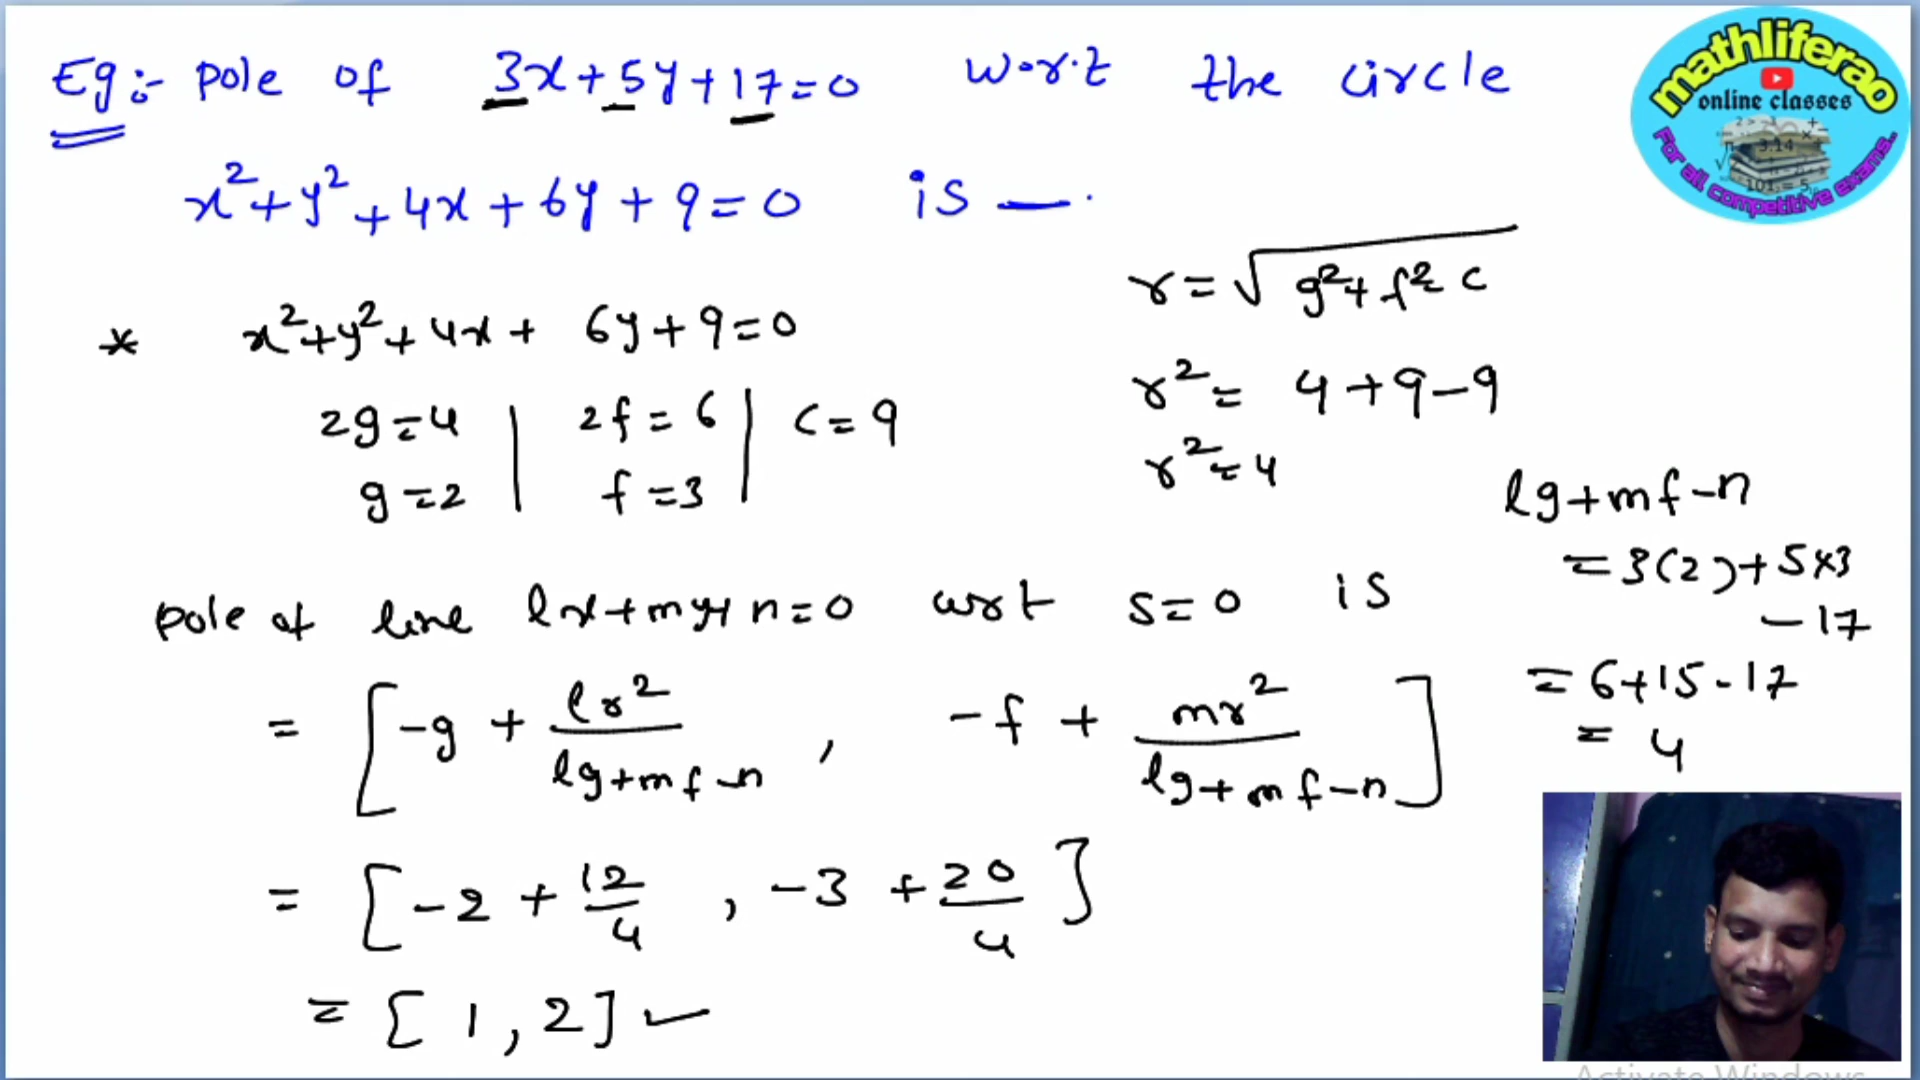 Eg:- pole of 3x+5y+17=0 w.r.t the circle
x²+y²+4x+6y+9=0 is — .
mathliferao
online classes
For all competitive exams..
* x²+y²+4x+6y+9=0
2g=4 | 2f=6 | c=9
g=2 | f=3
r=√g²+f²-c
r²= 4+9-9
r²=4
lg+mf-n
=3(2)+5×3
-17
=6+15-17
= 4
pole of line lx+my+n=0 wrt s=0 is
= [-g + lr²/lg+mf-n , -f + mr²/lg+mf-n]
= [-2 + 12/4 , -3 + 20/4]
= [1, 2] ✓